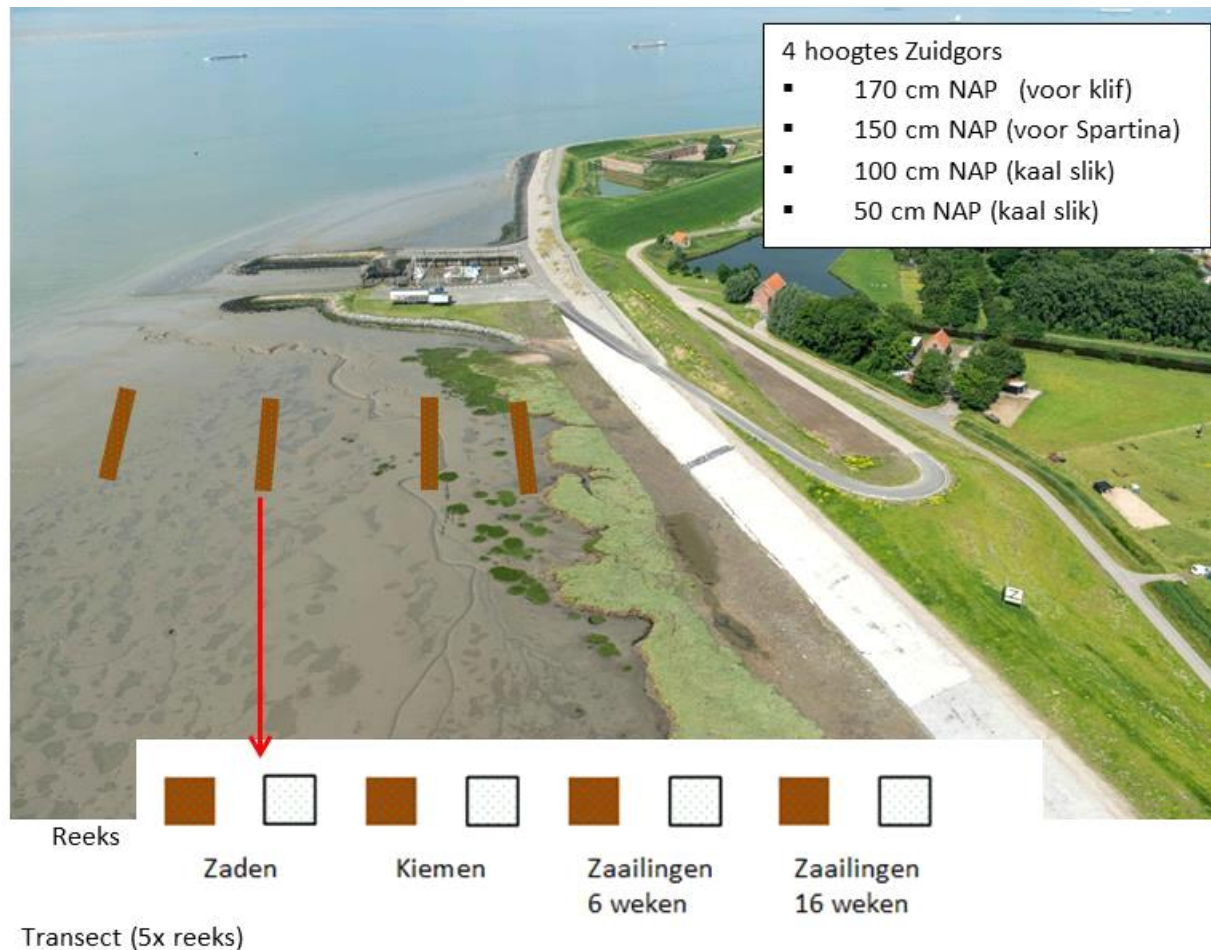 4 hoogtes Zuidgors
▪ 170 cm NAP (voor klif)
▪ 150 cm NAP (voor Spartina)
▪ 100 cm NAP (kaal slik)
▪ 50 cm NAP (kaal slik)
Z
Reeks
Zaden
Kiemen
Zaailingen
6 weken
Zaailingen
16 weken
Transect (5x reeks)